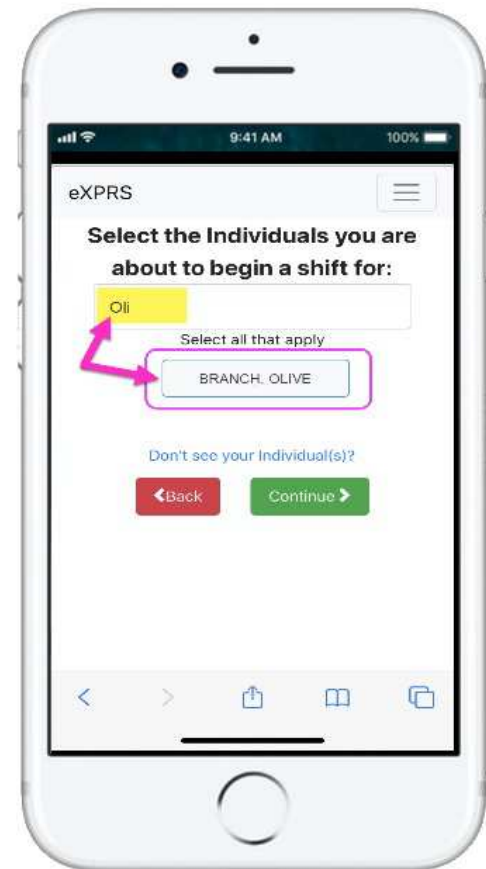 9:41 AM 100%
eXPRS
Select the Individuals you are
about to begin a shift for:
Oli
Select all that apply
BRANCH, OLIVE
Don't see your Individual(s)?
Back Continue